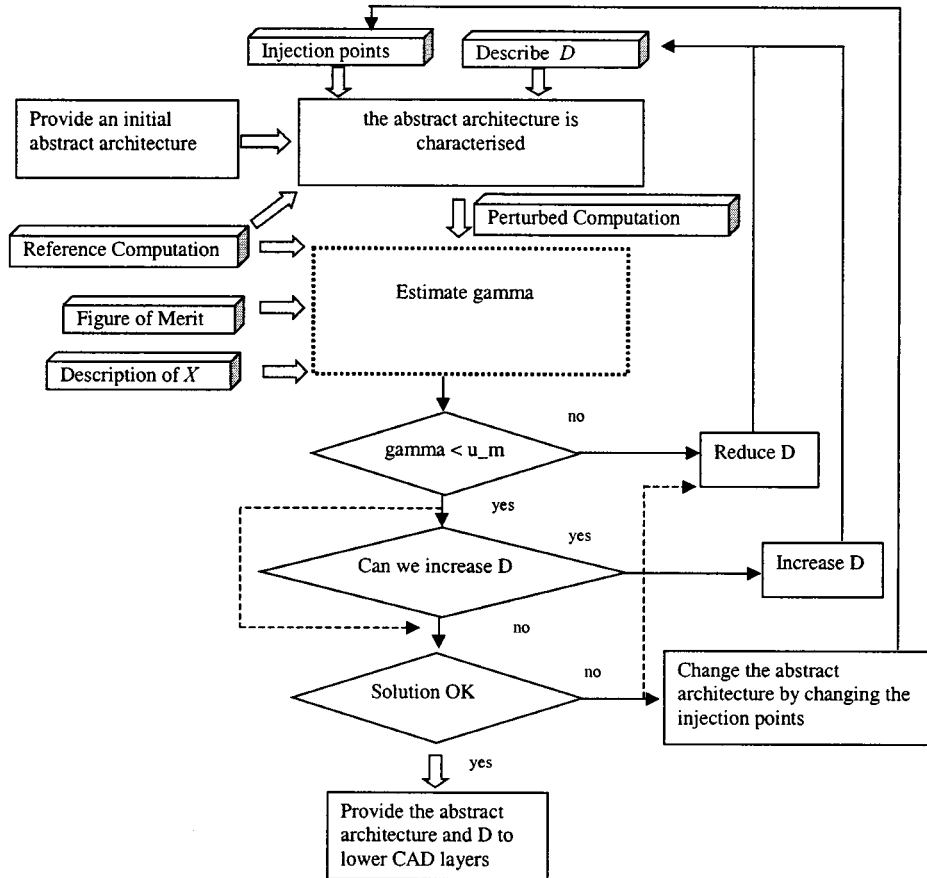 Injection points
Describe D
Provide an initial
abstract architecture
the abstract architecture is
characterised
Perturbed Computation
Reference Computation
Estimate gamma
Figure of Merit
Description of X
no
gamma < u_m
Reduce D
yes
yes
Can we increase D
Increase D
no
no
Solution OK
Change the abstract
architecture by changing the
injection points
yes
Provide the abstract
architecture and D to
lower CAD layers